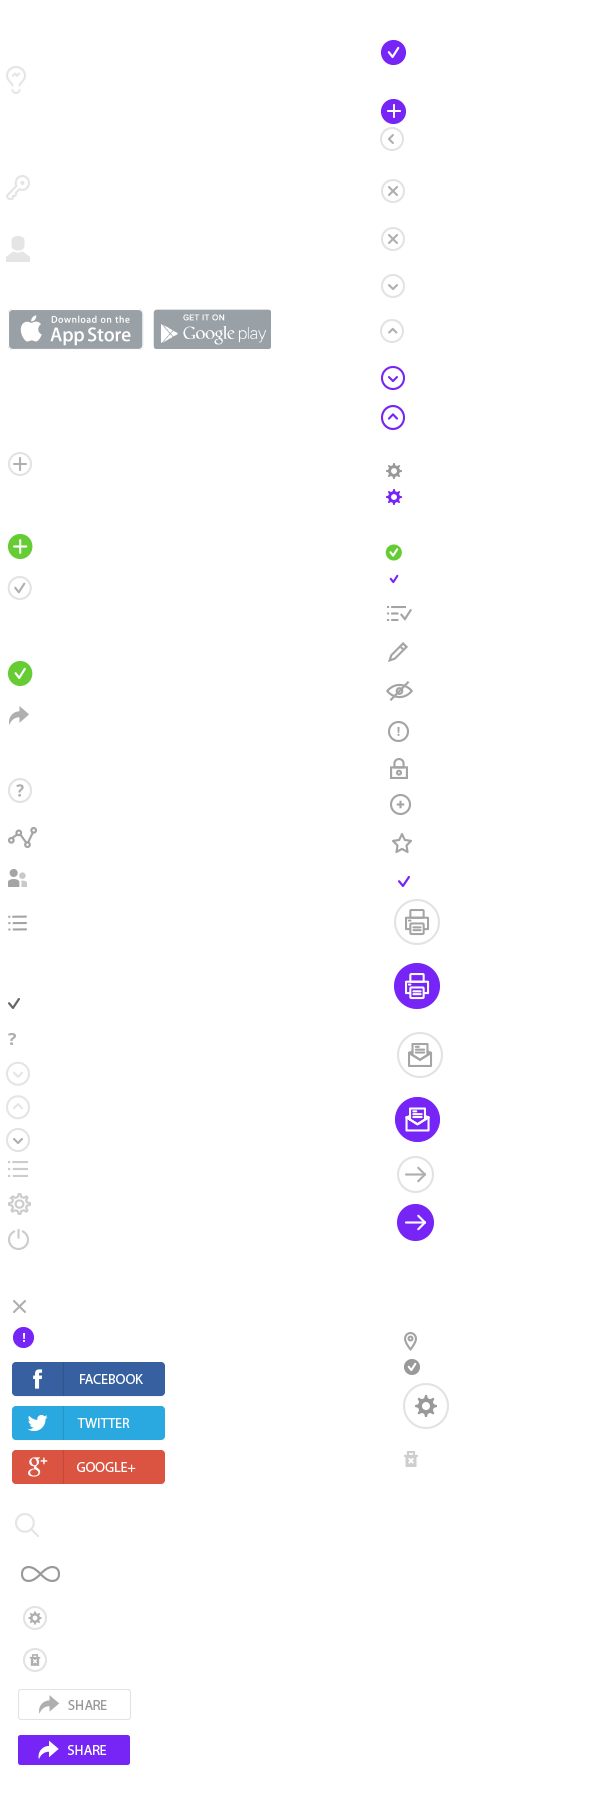 Download on the
App Store
GET IT ON
Google play
?
!
?
!
FACEBOOK
TWITTER
g+ GOOGLE+
SHARE
SHARE